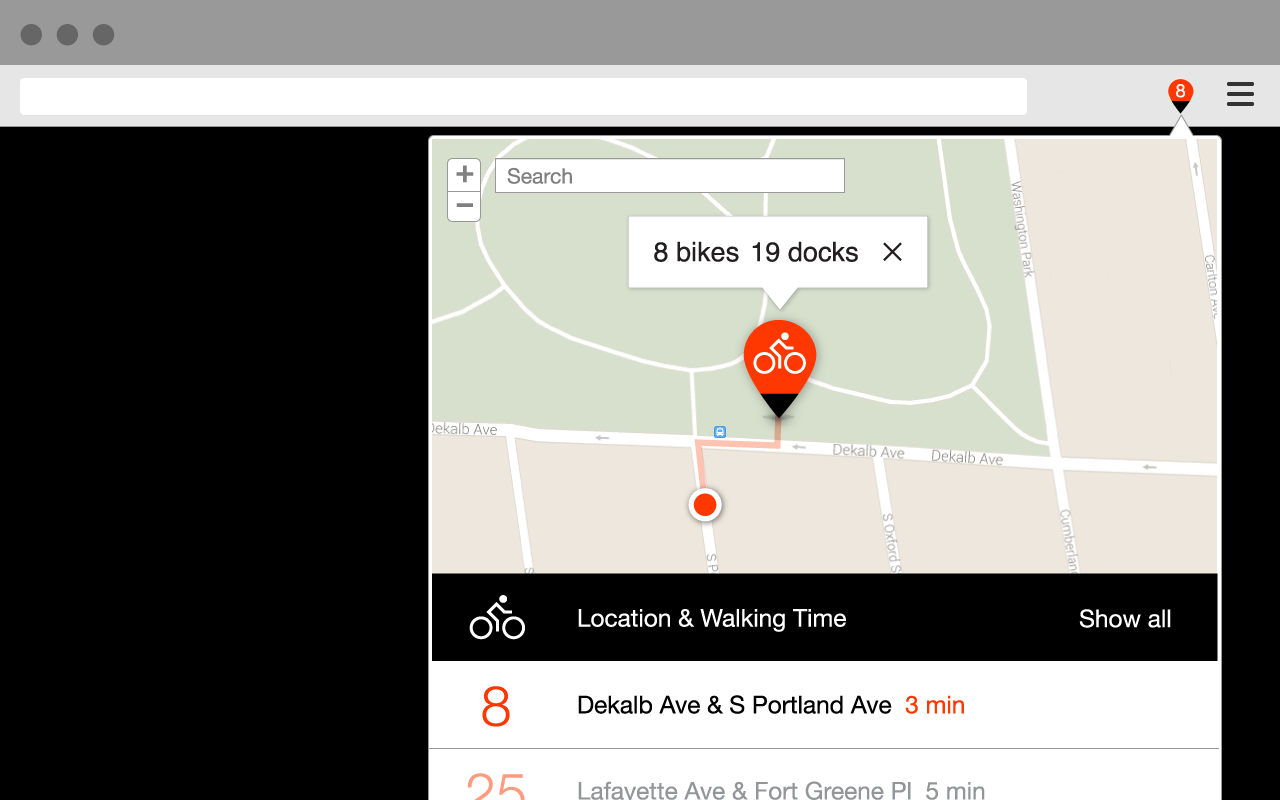 8
+
Search
−
8 bikes 19 docks
Washington Park
Carlton Ave
Dekalb Ave
Dekalb Ave
Dekalb Ave
S Oxford S
Cumberland
S P
S
Location & Walking Time Show all
8 Dekalb Ave & S Portland Ave 3 min
25 Lafayette Ave & Fort Greene Pl 5 min